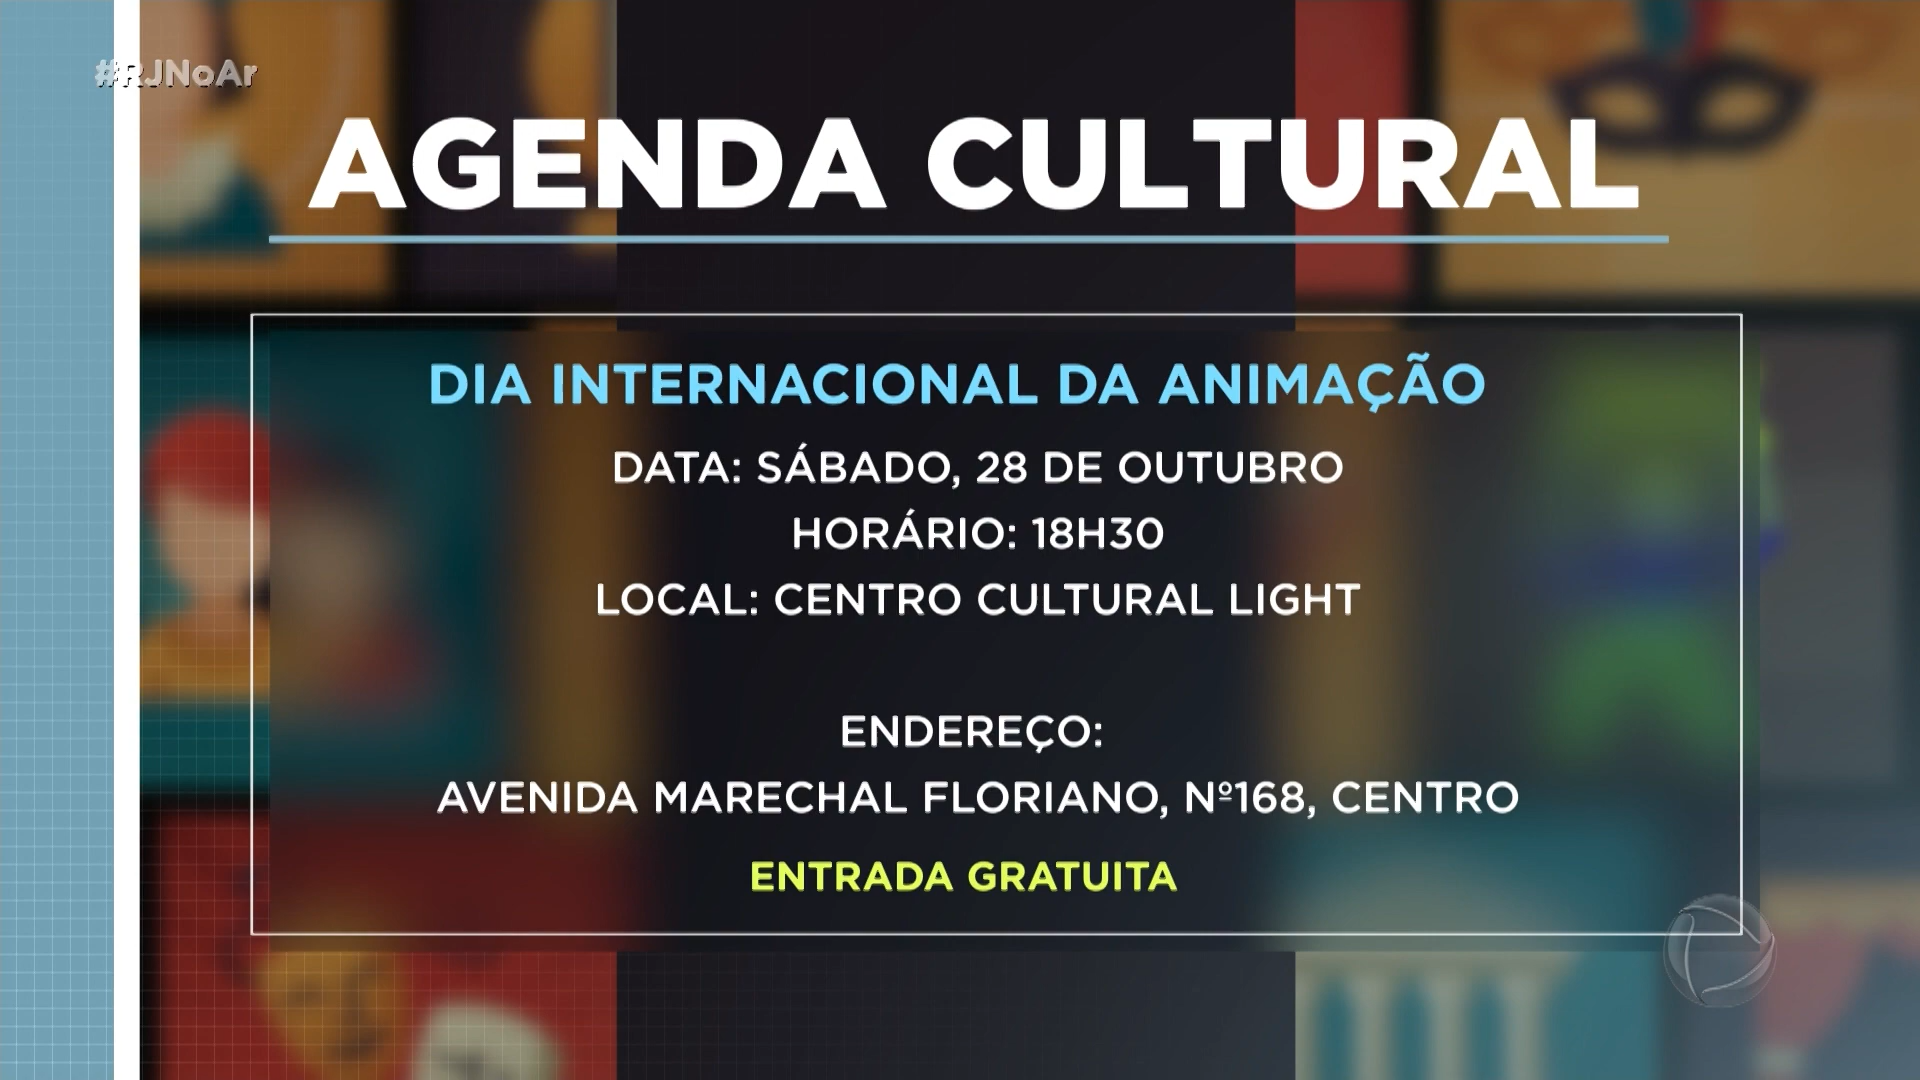 #RJNoAr
AGENDA CULTURAL
DIA INTERNACIONAL DA ANIMAÇÃO
DATA: SÁBADO, 28 DE OUTUBRO
HORÁRIO: 18H30
LOCAL: CENTRO CULTURAL LIGHT
ENDEREÇO:
AVENIDA MARECHAL FLORIANO, Nº168, CENTRO
ENTRADA GRATUITA